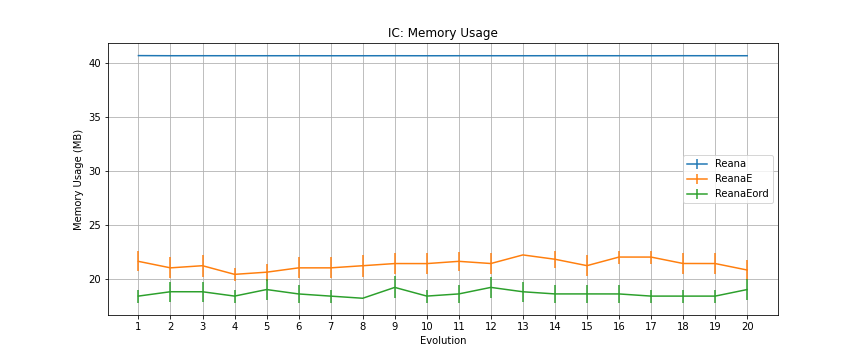 IC: Memory Usage
Memory Usage (MB)
40
35
30
25
20
Reana
ReanaE
ReanaEord
1 2 3 4 5 6 7 8 9 10 11 12 13 14 15 16 17 18 19 20
Evolution